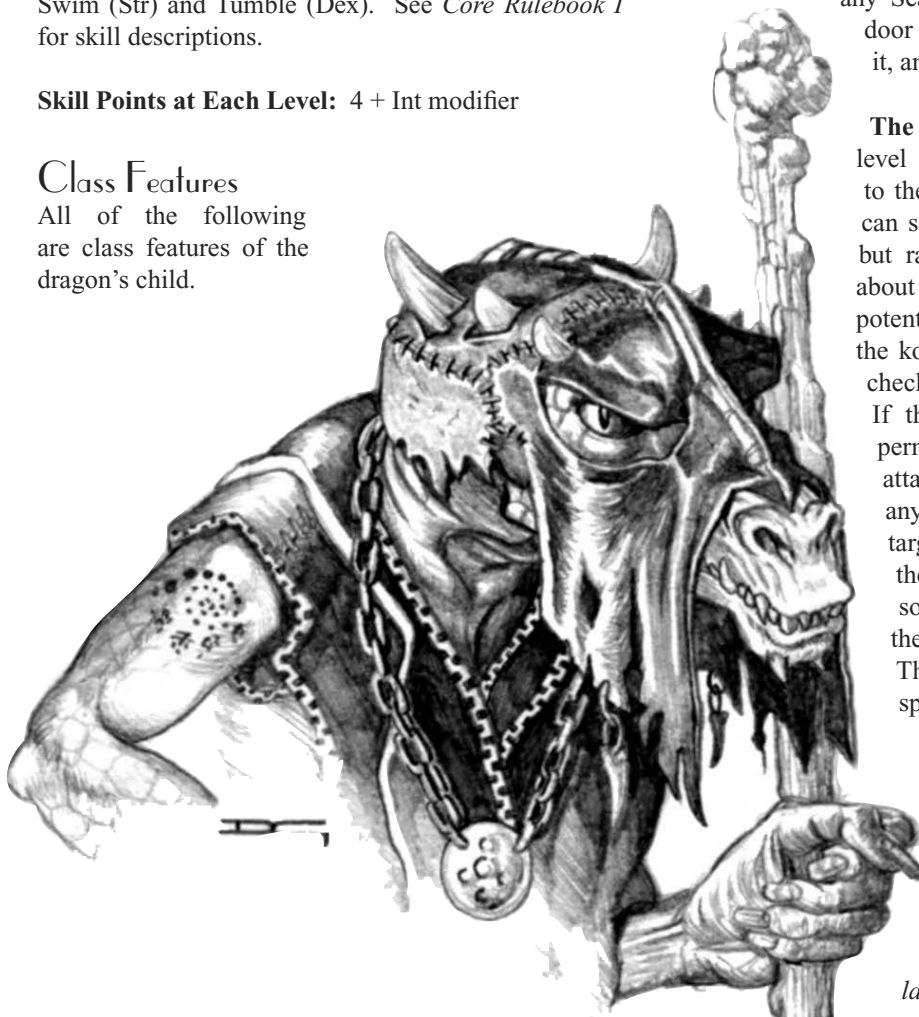 Swim (Str) and Tumble (Dex). See Core Rulebook I
for skill descriptions.
Skill Points at Each Level: 4 + Int modifier
Class Features
All of the following
are class features of the
dragon's child.
door
it, an
The
level
to the
can s
but ra
about
potent
the ko
check
If th
perm
atta
any
targ
the
so
the
Th
sp
la